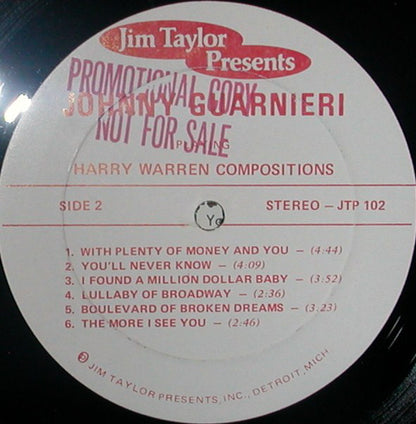 Jim Taylor
Presents
PROMOTIONAL COPY
NOT FOR SALE
JOHNNY GUARNIERI
PLAYING
HARRY WARREN COMPOSITIONS
SIDE 2
STEREO – JTP 102
1. WITH PLENTY OF MONEY AND YOU – (4:44)
2. YOU'LL NEVER KNOW – (4:09)
3. I FOUND A MILLION DOLLAR BABY – (3:52)
4. LULLABY OF BROADWAY – (2:36)
5. BOULEVARD OF BROKEN DREAMS – (3:23)
6. THE MORE I SEE YOU – (2:46)
Ⓟ JIM TAYLOR PRESENTS, INC., DETROIT, MICH